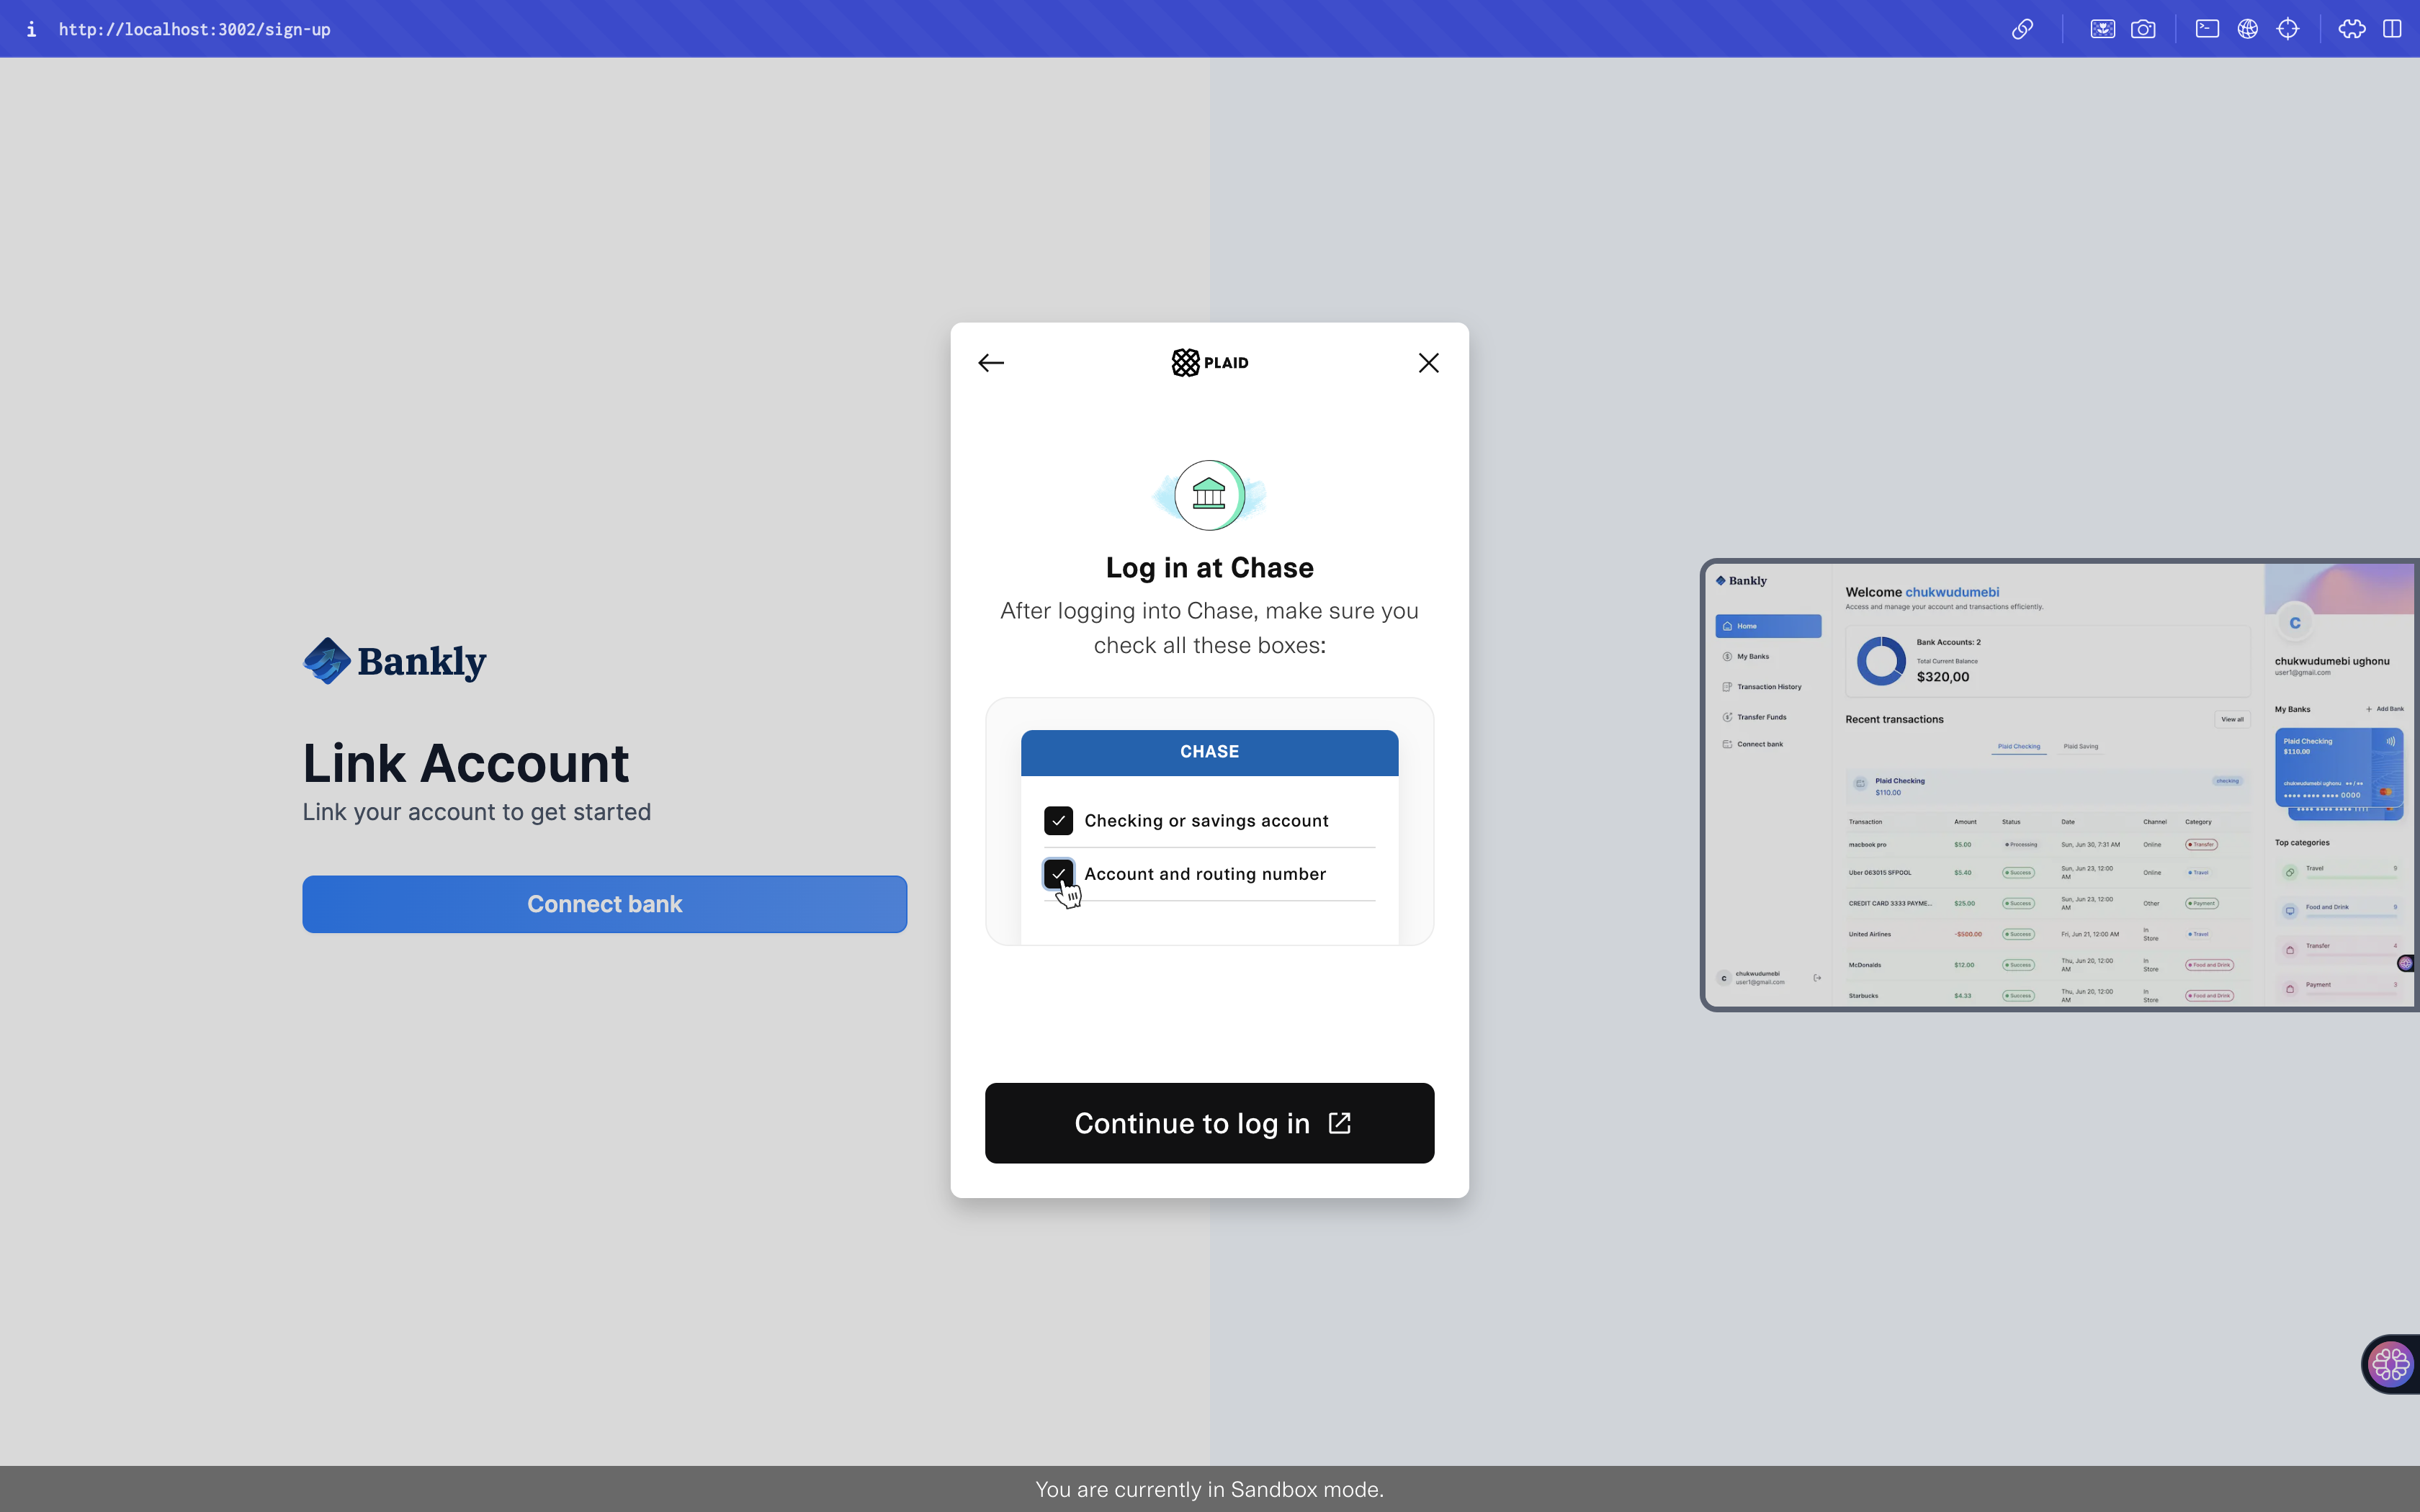 i http://localhost:3002/sign-up
Bankly
Link Account
Link your account to get started
Connect bank
PLAID
Log in at Chase
After logging into Chase, make sure you
check all these boxes:
CHASE
Checking or savings account
Account and routing number
Continue to log in
Bankly
Home
My Banks
Transaction History
Transfer Funds
Connect bank
C chukwudumebi
user1@gmail.com
Welcome chukwudumebi
Access and manage your account and transactions efficiently.
Bank Accounts: 2
Total Current Balance
$320,00
Recent transactions
View all
Plaid Checking Plaid Saving
Plaid Checking
$110.00
checking
Transaction Amount Status Date Channel Category
macbook pro $5.00 Processing Sun, Jun 30, 7:31 AM Online Transfer
Uber 063015 SFPOOL $5.40 Success Sun, Jun 23, 12:00 AM Online Travel
CREDIT CARD 3333 PAYME... $25.00 Success Sun, Jun 23, 12:00 AM Other Payment
United Airlines -$500.00 Success Fri, Jun 21, 12:00 AM In Store Travel
McDonalds $12.00 Success Thu, Jun 20, 12:00 AM In Store Food and Drink
Starbucks $4.33 Success Thu, Jun 20, 12:00 AM In Store Food and Drink
C
chukwudumebi ughonu
user1@gmail.com
My Banks + Add Bank
Plaid Checking
$110.00
chukwudumebi ughonu ●● / ●●
●●●● ●●●● ●●●● 0000
●●●● ●●●● ●●●● 1111
Top categories
Travel 9
Food and Drink 8
Transfer 4
Payment 3
You are currently in Sandbox mode.